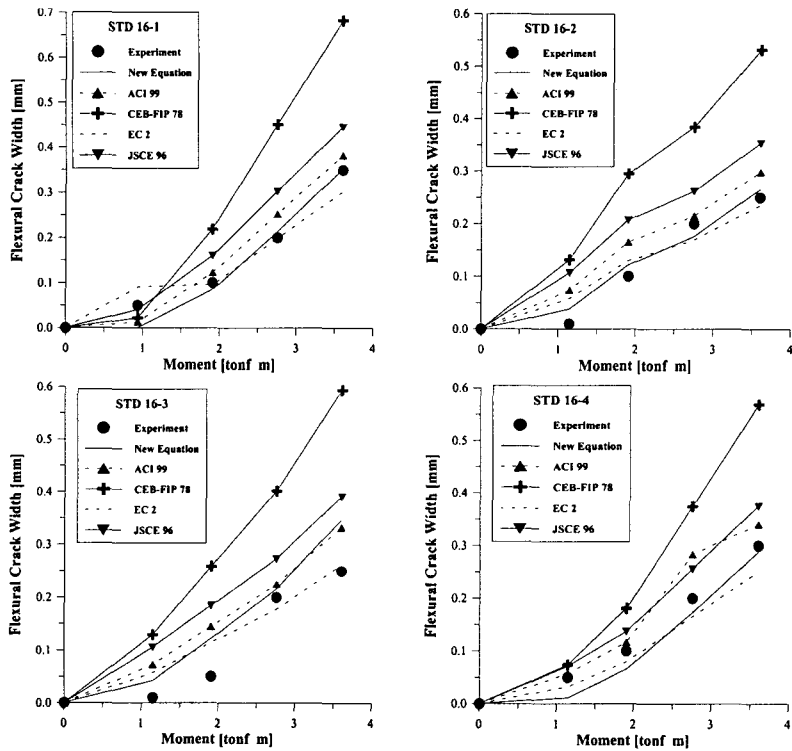 STD 16-1
Experiment
New Equation
ACI 99
CEB-FIP 78
EC 2
JSCE 96
Flexural Crack Width [mm]
0.7
0.6
0.5
0.4
0.3
0.2
0.1
0.0
0
1
2
3
4
Moment [tonf m]
STD 16-2
Experiment
New Equation
ACI 99
CEB-FIP 78
EC 2
JSCE 96
Flexural Crack Width [mm]
0.6
0.5
0.4
0.3
0.2
0.1
0.0
0
1
2
3
4
Moment [tonf m]
STD 16-3
Experiment
New Equation
ACI 99
CEB-FIP 78
EC 2
JSCE 96
Flexural Crack Width [mm]
0.6
0.5
0.4
0.3
0.2
0.1
0.0
0
1
2
3
4
Moment [tonf m]
STD 16-4
Experiment
New Equation
ACI 99
CEB-FIP 78
EC 2
JSCE 96
Flexural Crack Width [mm]
0.6
0.5
0.4
0.3
0.2
0.1
0.0
0
1
2
3
4
Moment [tonf m]